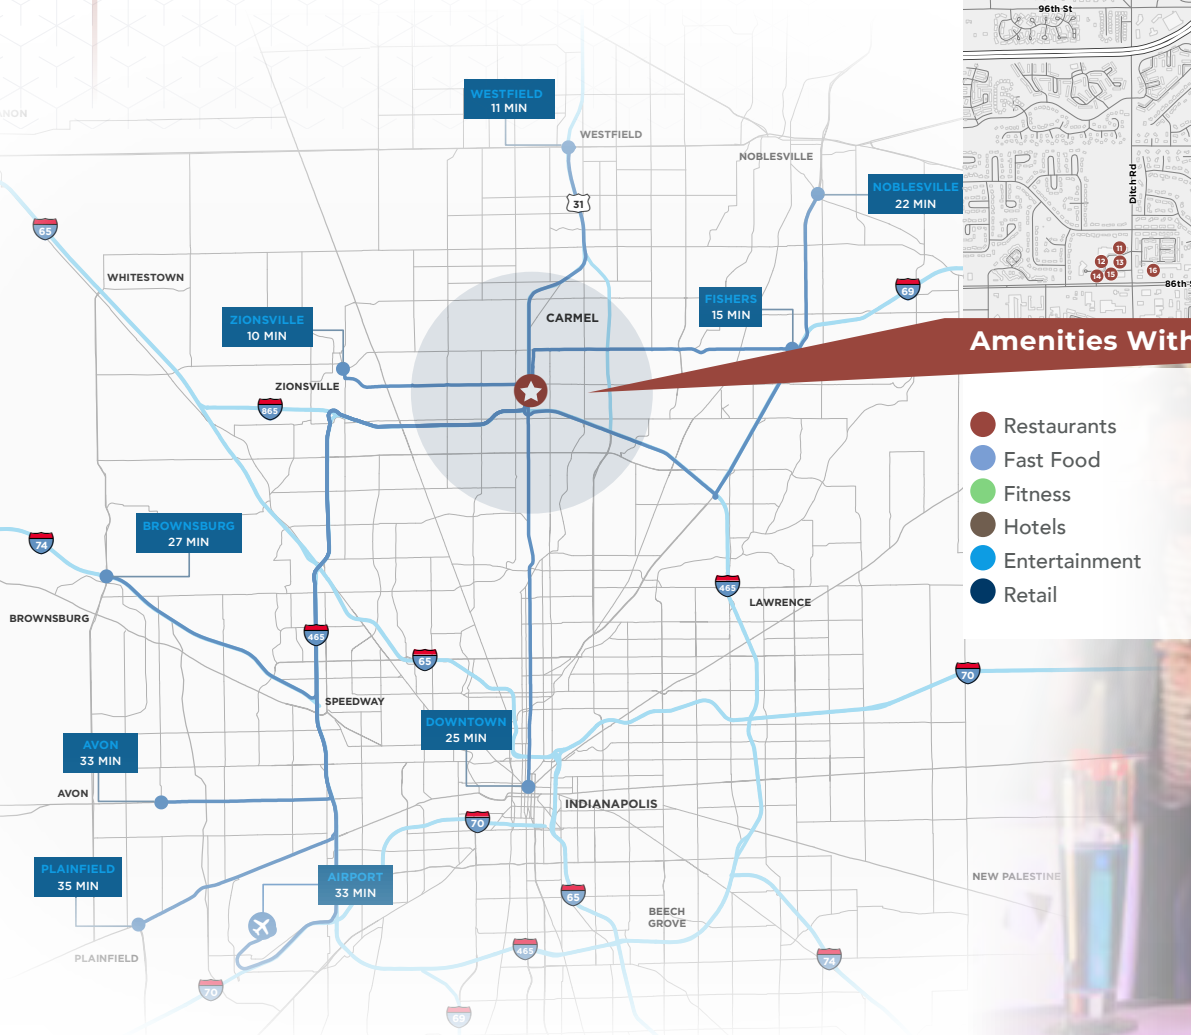 96th St
WESTFIELD
11 MIN
WESTFIELD
NOBLESVILLE
NOBLESVILLE
22 MIN
Ditch Rd
31
65
WHITESTOWN
11
12
13
14
15
16
86th S
69
FISHERS
15 MIN
ZIONSVILLE
10 MIN
CARMEL
Amenities With
ZIONSVILLE
865
Restaurants
Fast Food
Fitness
Hotels
Entertainment
Retail
BROWNSBURG
27 MIN
74
465
LAWRENCE
BROWNSBURG
465
65
70
SPEEDWAY
DOWNTOWN
25 MIN
AVON
33 MIN
AVON
INDIANAPOLIS
70
PLAINFIELD
35 MIN
AIRPORT
33 MIN
65
NEW PALESTINE
BEECH
GROVE
465
74
PLAINFIELD
70
69